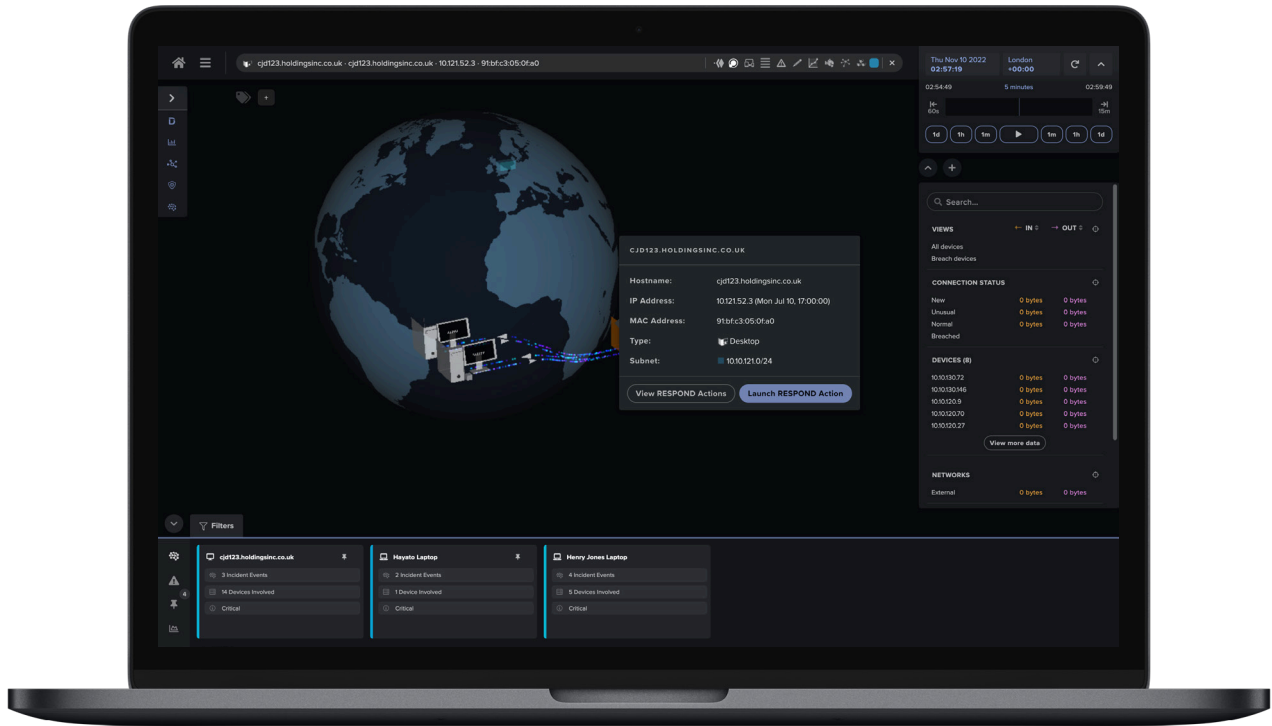 cjd123.holdingsinc.co.uk · cjd123.holdingsinc.co.uk · 10.121.52.3 · 91:bf:c3:05:0f:a0
Thu Nov 10 2022
02:57:19
London
+00:00
02:54:49 5 minutes 02:59:49
60s 15m
1d 1h 1m 1m 1h 1d
Search...
VIEWS IN OUT
All devices
Breach devices
CONNECTION STATUS
New 0 bytes 0 bytes
Unusual 0 bytes 0 bytes
Normal 0 bytes 0 bytes
Breached
DEVICES (8)
10.10.130.72 0 bytes 0 bytes
10.10.130.146 0 bytes 0 bytes
10.10.120.9 0 bytes 0 bytes
10.10.120.70 0 bytes 0 bytes
10.10.120.27 0 bytes 0 bytes
View more data
NETWORKS
External 0 bytes 0 bytes
CJD123.HOLDINGSINC.CO.UK
Hostname: cjd123.holdingsinc.co.uk
IP Address: 10.121.52.3 (Mon Jul 10, 17:00:00)
MAC Address: 91:bf:c3:05:0f:a0
Type: Desktop
Subnet: 10.10.121.0/24
View RESPOND Actions Launch RESPOND Action
Filters
4
cjd123.holdingsinc.co.uk
3 Incident Events
14 Devices Involved
Critical
Hayato Laptop
2 Incident Events
1 Device Involved
Critical
Henry Jones Laptop
4 Incident Events
5 Devices Involved
Critical